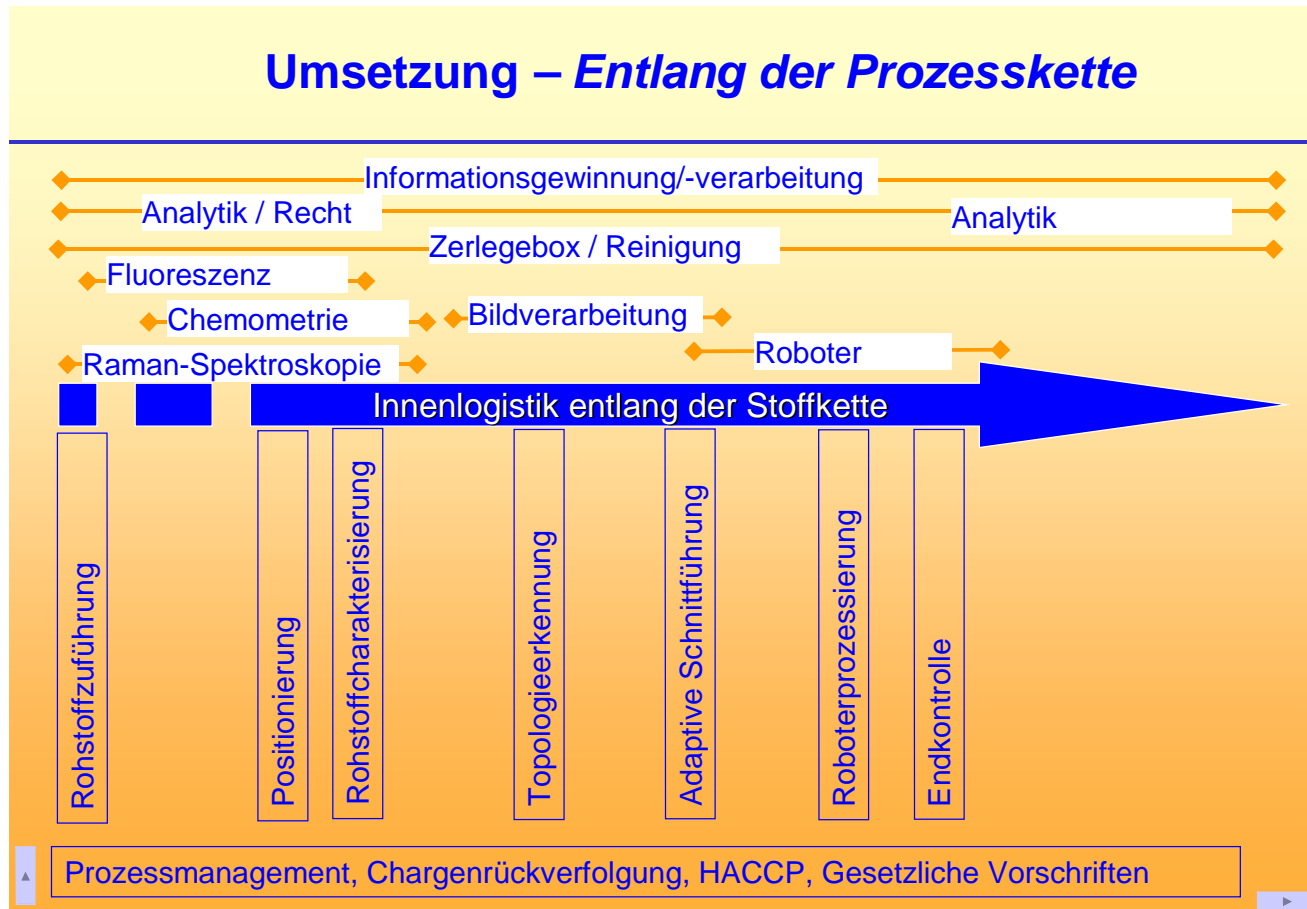 Umsetzung – Entlang der Prozesskette
Informationsgewinnung/-verarbeitung
Analytik / Recht
Analytik
Zerlegebox / Reinigung
Fluoreszenz
Chemometrie
Bildverarbeitung
Raman-Spektroskopie
Roboter
Innenlogistik entlang der Stoffkette
Rohstoffzuführung
Positionierung
Rohstoffcharakterisierung
Topologieerkennung
Adaptive Schnittführung
Roboterprozessierung
Endkontrolle
Prozessmanagement, Chargenrückverfolgung, HACCP, Gesetzliche Vorschriften